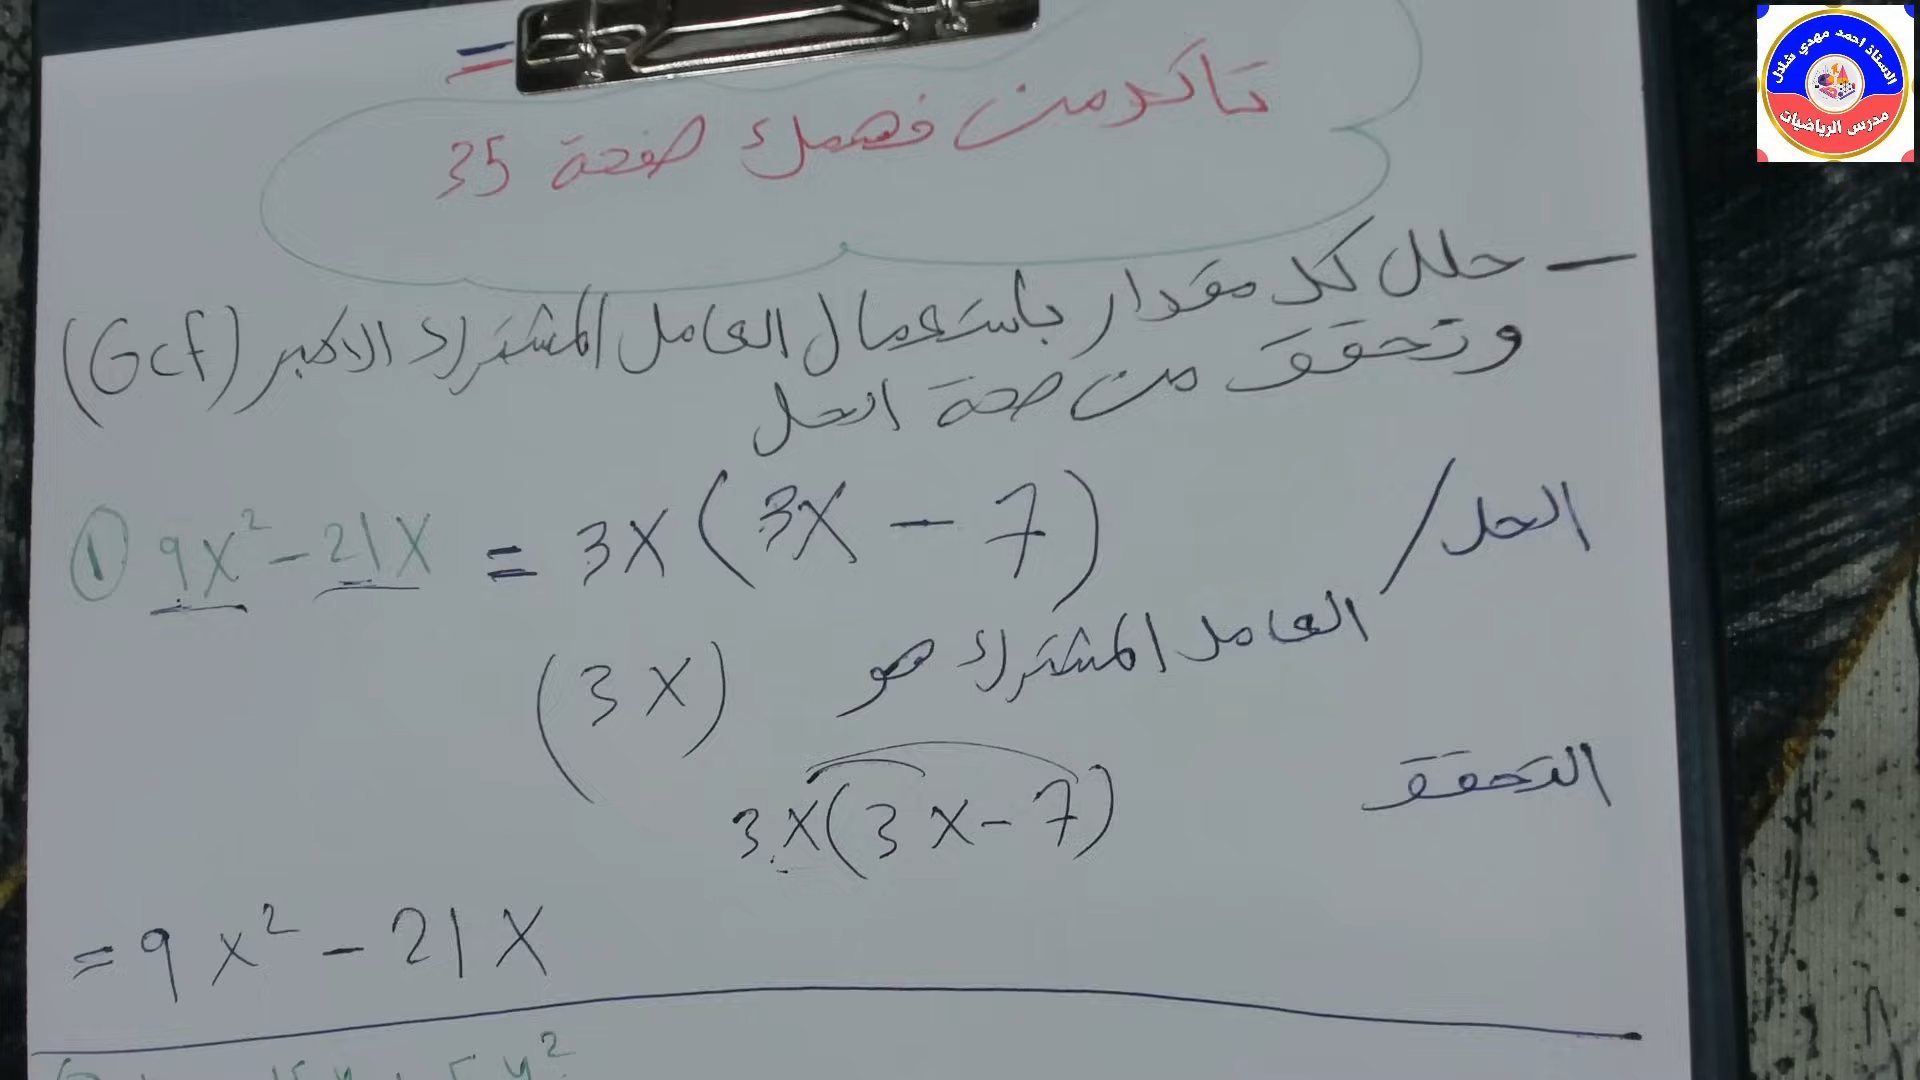 تاكد من فهمك صفحة 35
- حلل كل مقدار باستعمال العامل المشترك الاكبر (Gcf)
وتحقق من صحة الحل
① 9x² - 21x = 3x(3x - 7)
الحل/
العامل المشترك هو (3x)
التحقق
3x(3x-7)
= 9x² - 21x
الاستاذ احمد مهدي شلال
مدرس الرياضيات